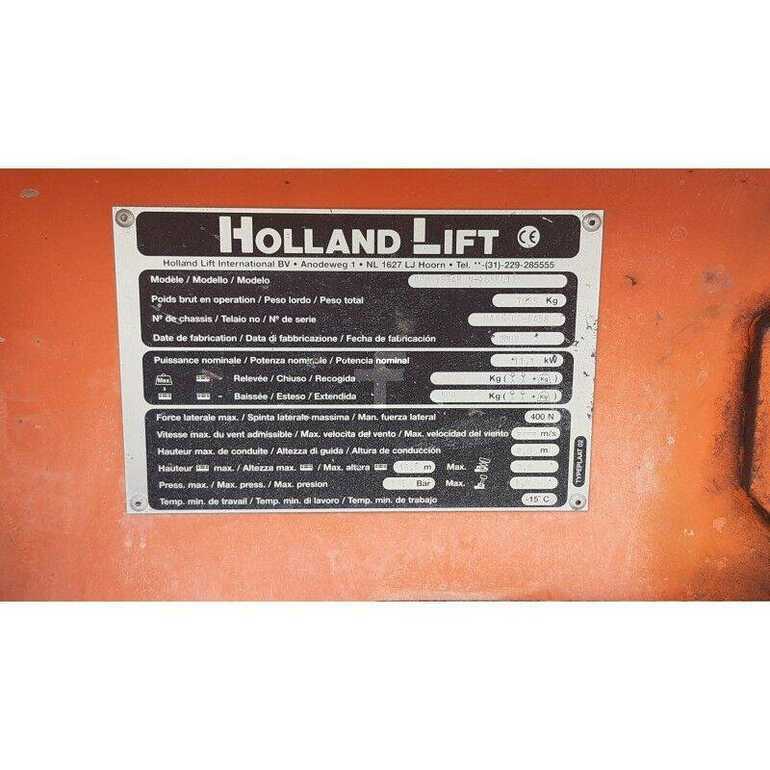 HOLLAND LIFT CE
Holland Lift International BV • Anodeweg 1 • NL 1627 LJ Hoorn • Tel. **-(31)-229-285555
Modèle / Modello / Modelo
Poids brut en operation / Peso lordo / Peso total Kg
Nº de chassis / Telaio no / Nº de serie
Date de fabrication / Data di fabbricazione / Fecha de fabricación
Puissance nominale / Potenza nominale / Potencia nominal kW
Max. Relevée / Chiuso / Recogida Kg ( + Kg )
Baissée / Esteso / Extendida Kg ( + Kg )
Force laterale max. / Spinta laterale massima / Man. fuerza lateral 400 N
Vitesse max. du vent admissible / Max. velocita del vento / Max. velocidad del viento m/s
Hauteur max. de conduite / Altezza di guida / Altura de conducción m
Hauteur max. / Altezza max. / Max. altura m Max.
Press. max. / Max. press. / Max. presion Bar Max.
Temp. min. de travail / Temp. min. di lavoro / Temp. min. de trabajo -15° C
TYPEPLAAT 02